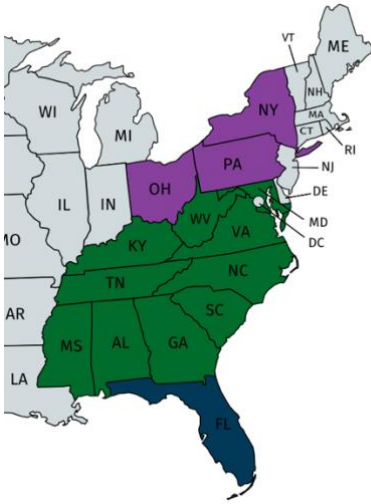 VT
ME
NH
WI
NY
MA
MI
CT
RI
PA
NJ
OH
IL
IN
DE
WV
MD
KY
VA
DC
MO
NC
TN
SC
AR
MS
AL
GA
LA
FL